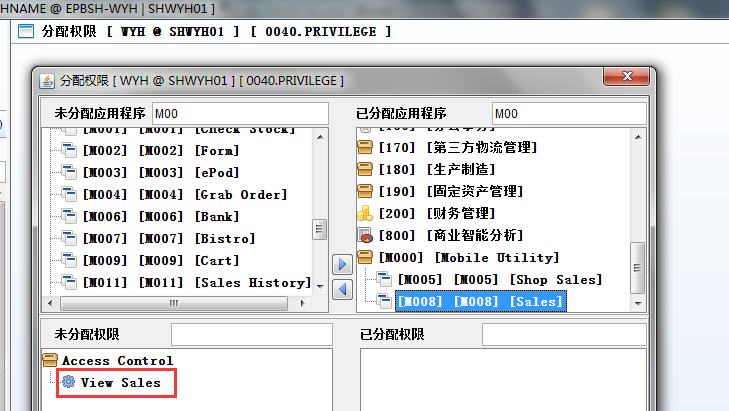 HNAME @ EPBSH-WYH | SHWYH01 ]
分配权限 [ WYH @ SHWYH01 ] [ 0040.PRIVILEGE ]
分配权限 [ WYH @ SHWYH01 ] [ 0040.PRIVILEGE ]
未分配应用程序 M00
[M001] [M001] [Check Stock]
[M002] [M002] [Form]
[M003] [M003] [ePod]
[M004] [M004] [Grab Order]
[M006] [M006] [Bank]
[M007] [M007] [Bistro]
[M009] [M009] [Cart]
[M011] [M011] [Sales History]
已分配应用程序 M00
[170] [第三方物流管理]
[180] [生产制造]
[190] [固定资产管理]
[200] [财务管理]
[800] [商业智能分析]
[M000] [Mobile Utility]
[M005] [M005] [Shop Sales]
[M008] [M008] [Sales]
未分配权限
Access Control
View Sales
已分配权限